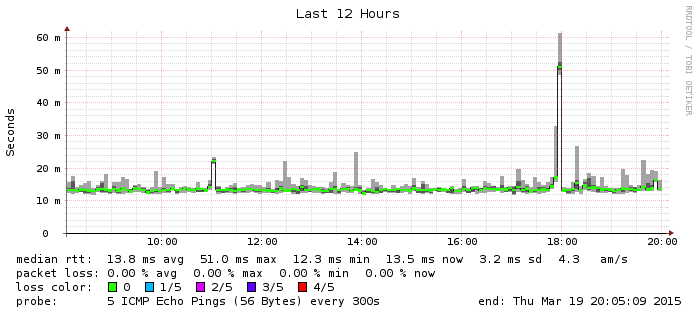 Last 12 Hours
RRDTOOL / TOBI OETIKER
Seconds
60 m
50 m
40 m
30 m
20 m
10 m
0
10:00 12:00 14:00 16:00 18:00 20:00
median rtt: 13.8 ms avg 51.0 ms max 12.3 ms min 13.5 ms now 3.2 ms sd 4.3 am/s
packet loss: 0.00 % avg 0.00 % max 0.00 % min 0.00 % now
loss color: 0 1/5 2/5 3/5 4/5
probe: 5 ICMP Echo Pings (56 Bytes) every 300s end: Thu Mar 19 20:05:09 2015